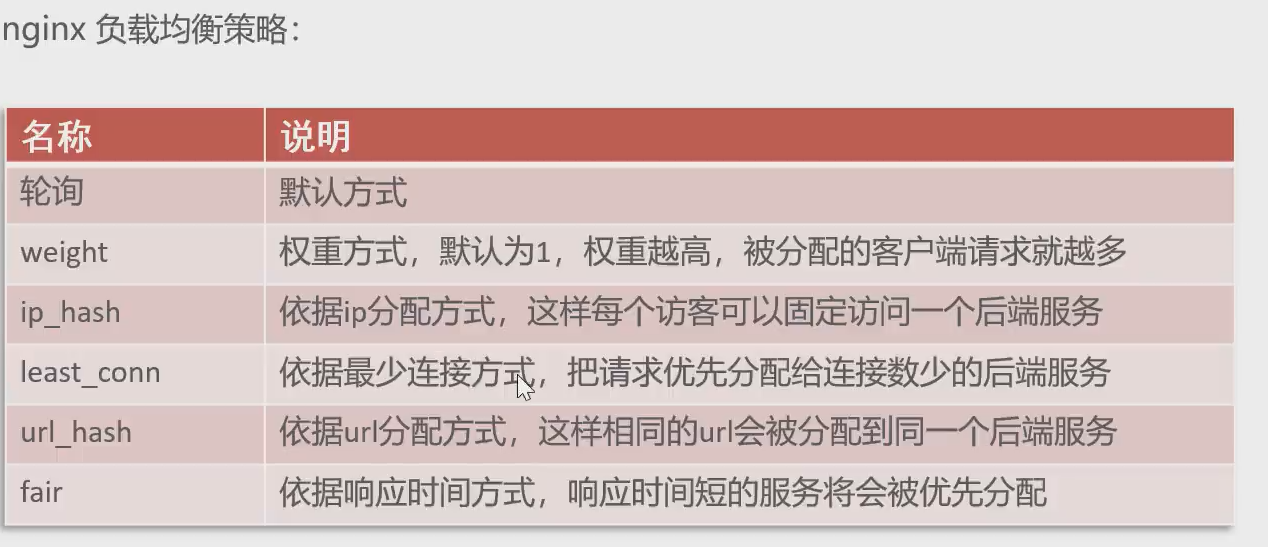 nginx 负载均衡策略：
名称 说明
轮询 默认方式
weight 权重方式，默认为1，权重越高，被分配的客户端请求就越多
ip_hash 依据ip分配方式，这样每个访客可以固定访问一个后端服务
least_conn 依据最少连接方式，把请求优先分配给连接数少的后端服务
url_hash 依据url分配方式，这样相同的url会被分配到同一个后端服务
fair 依据响应时间方式，响应时间短的服务将会被优先分配